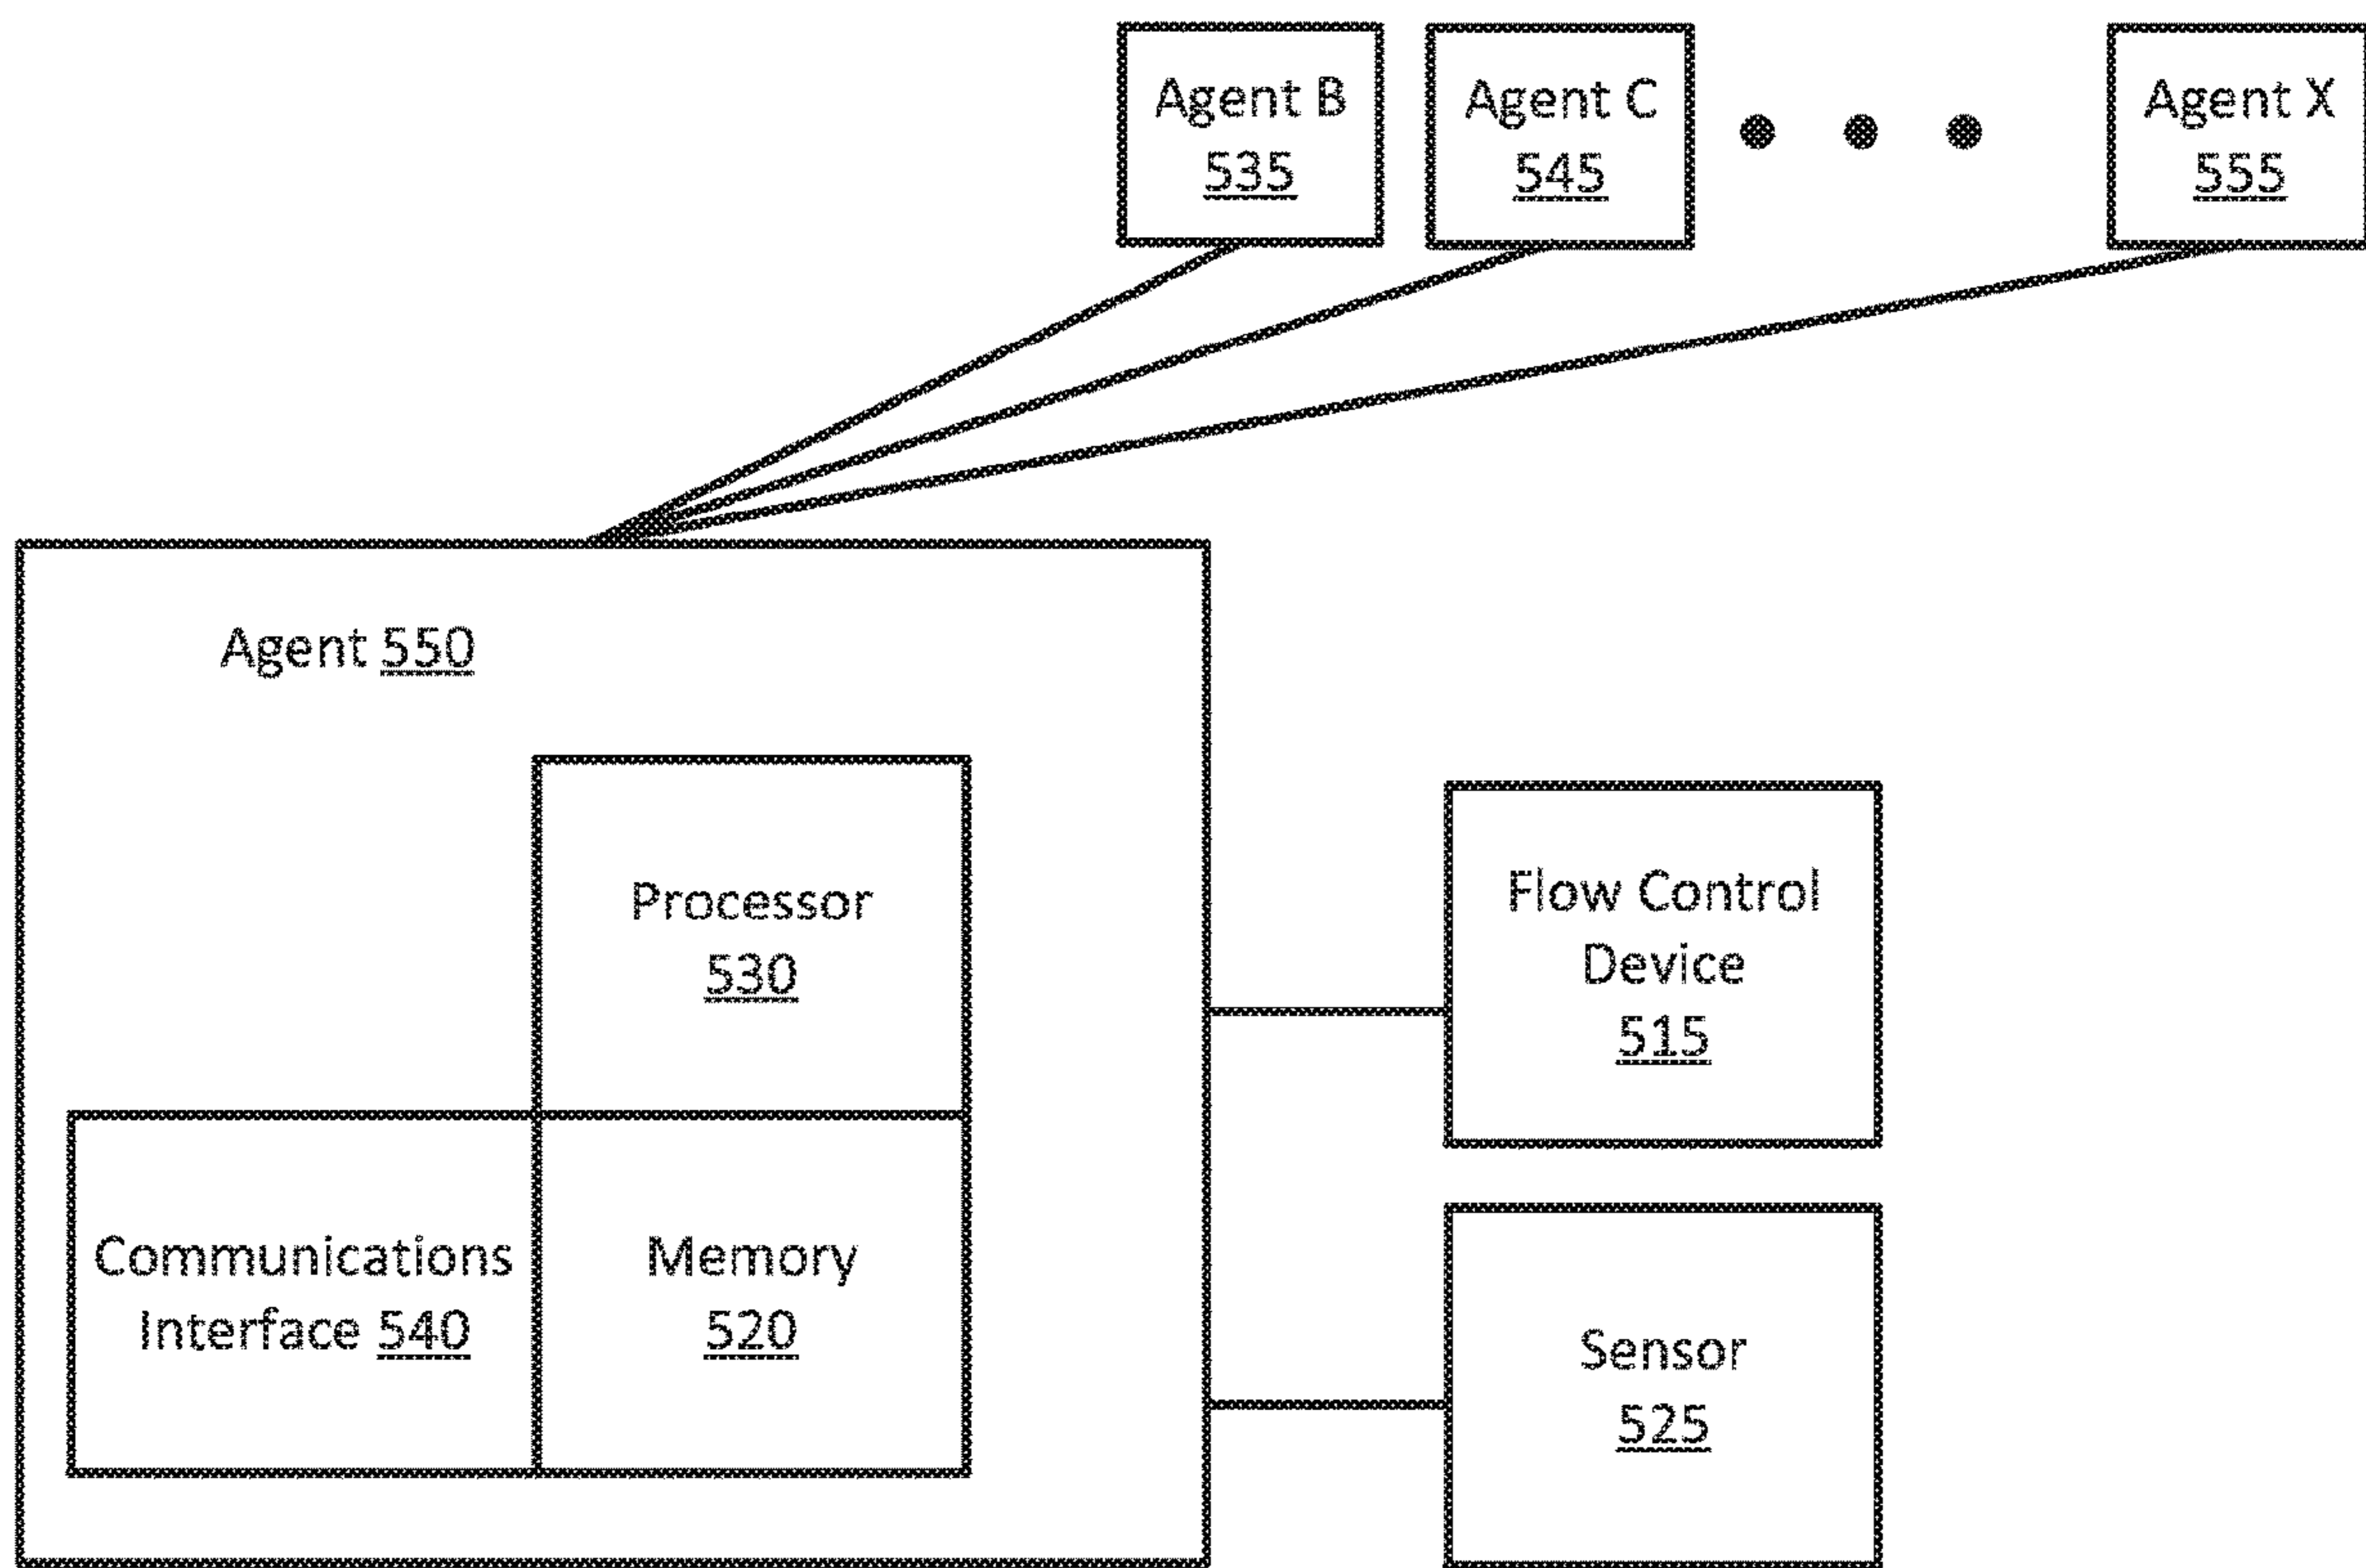 Agent B
535
Agent C
545
Agent X
555
Agent 550
Processor
530
Communications
Interface 540
Memory
520
Flow Control
Device
515
Sensor
525